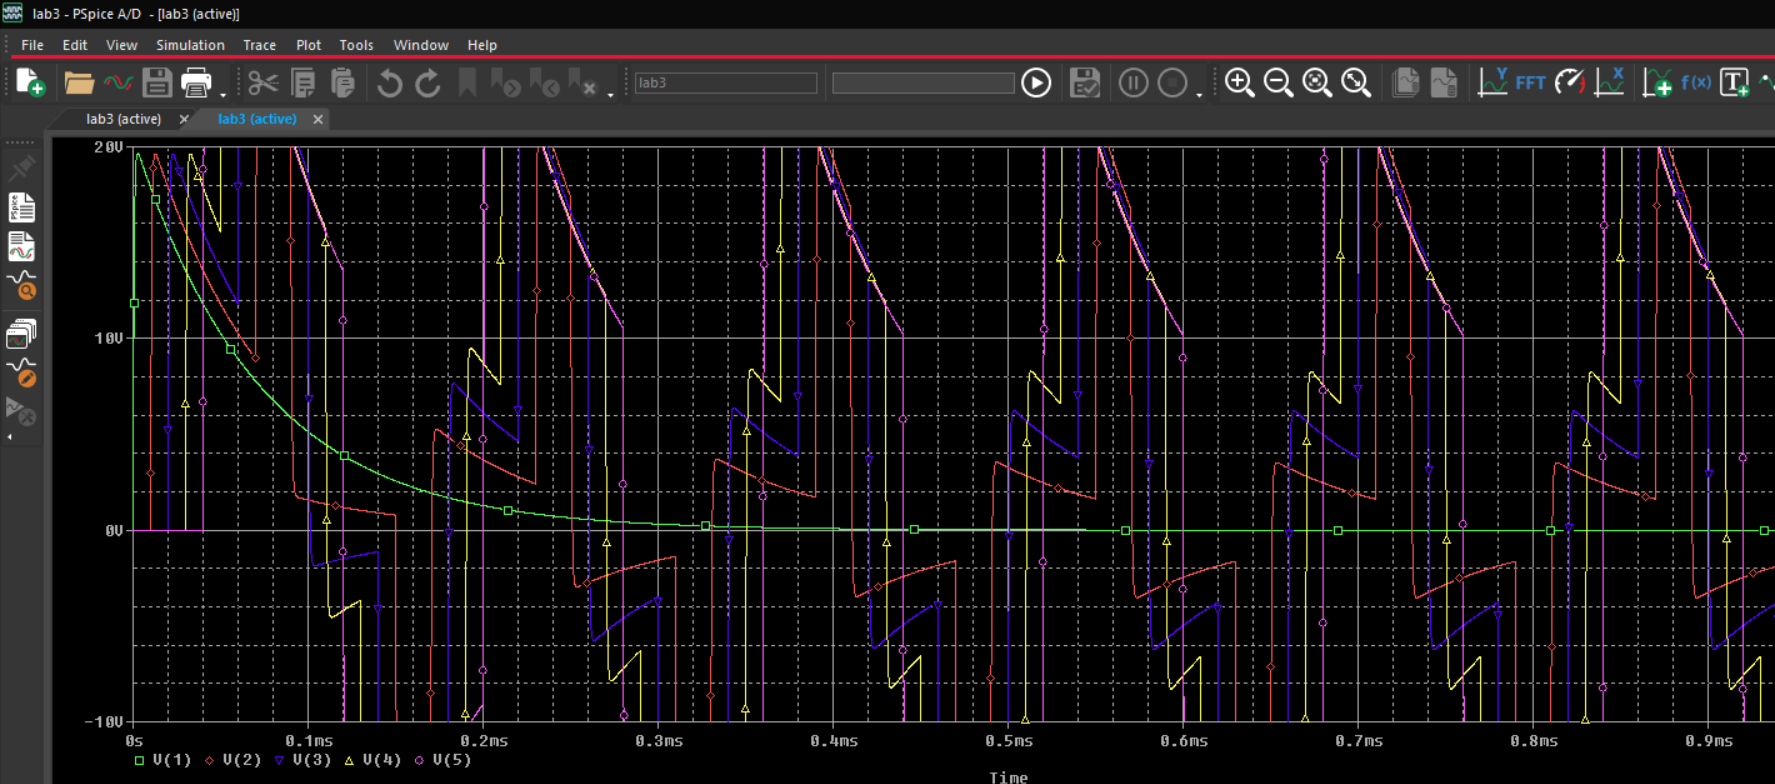 lab3 - PSpice A/D - [lab3 (active)]
File Edit View Simulation Trace Plot Tools Window Help
lab3
Y FFT X f(x) T
lab3 (active) lab3 (active)
PSpice
20V
10V
0V
-10V
0s 0.1ms 0.2ms 0.3ms 0.4ms 0.5ms 0.6ms 0.7ms 0.8ms 0.9ms
V(1) V(2) V(3) V(4) V(5)
Time